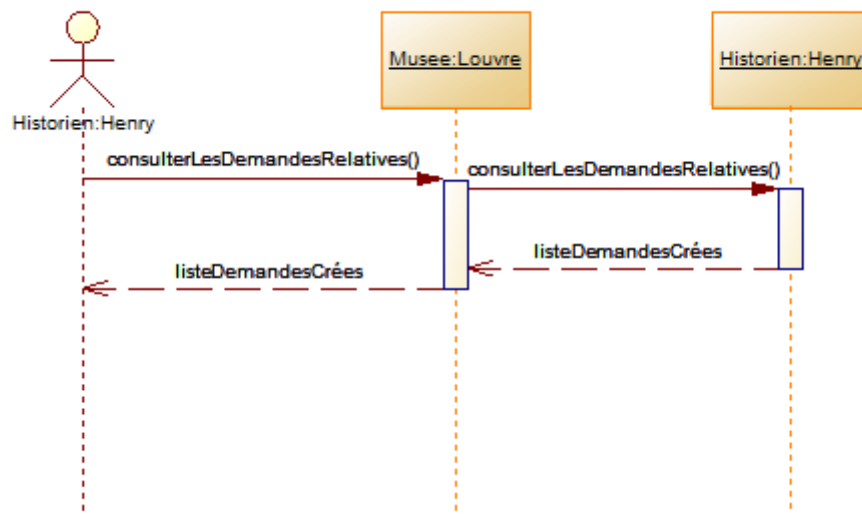 Musee:Louvre
Historien:Henry
Historien:Henry
consulterLesDemandesRelatives()
consulterLesDemandesRelatives()
listeDemandesCrées
listeDemandesCrées